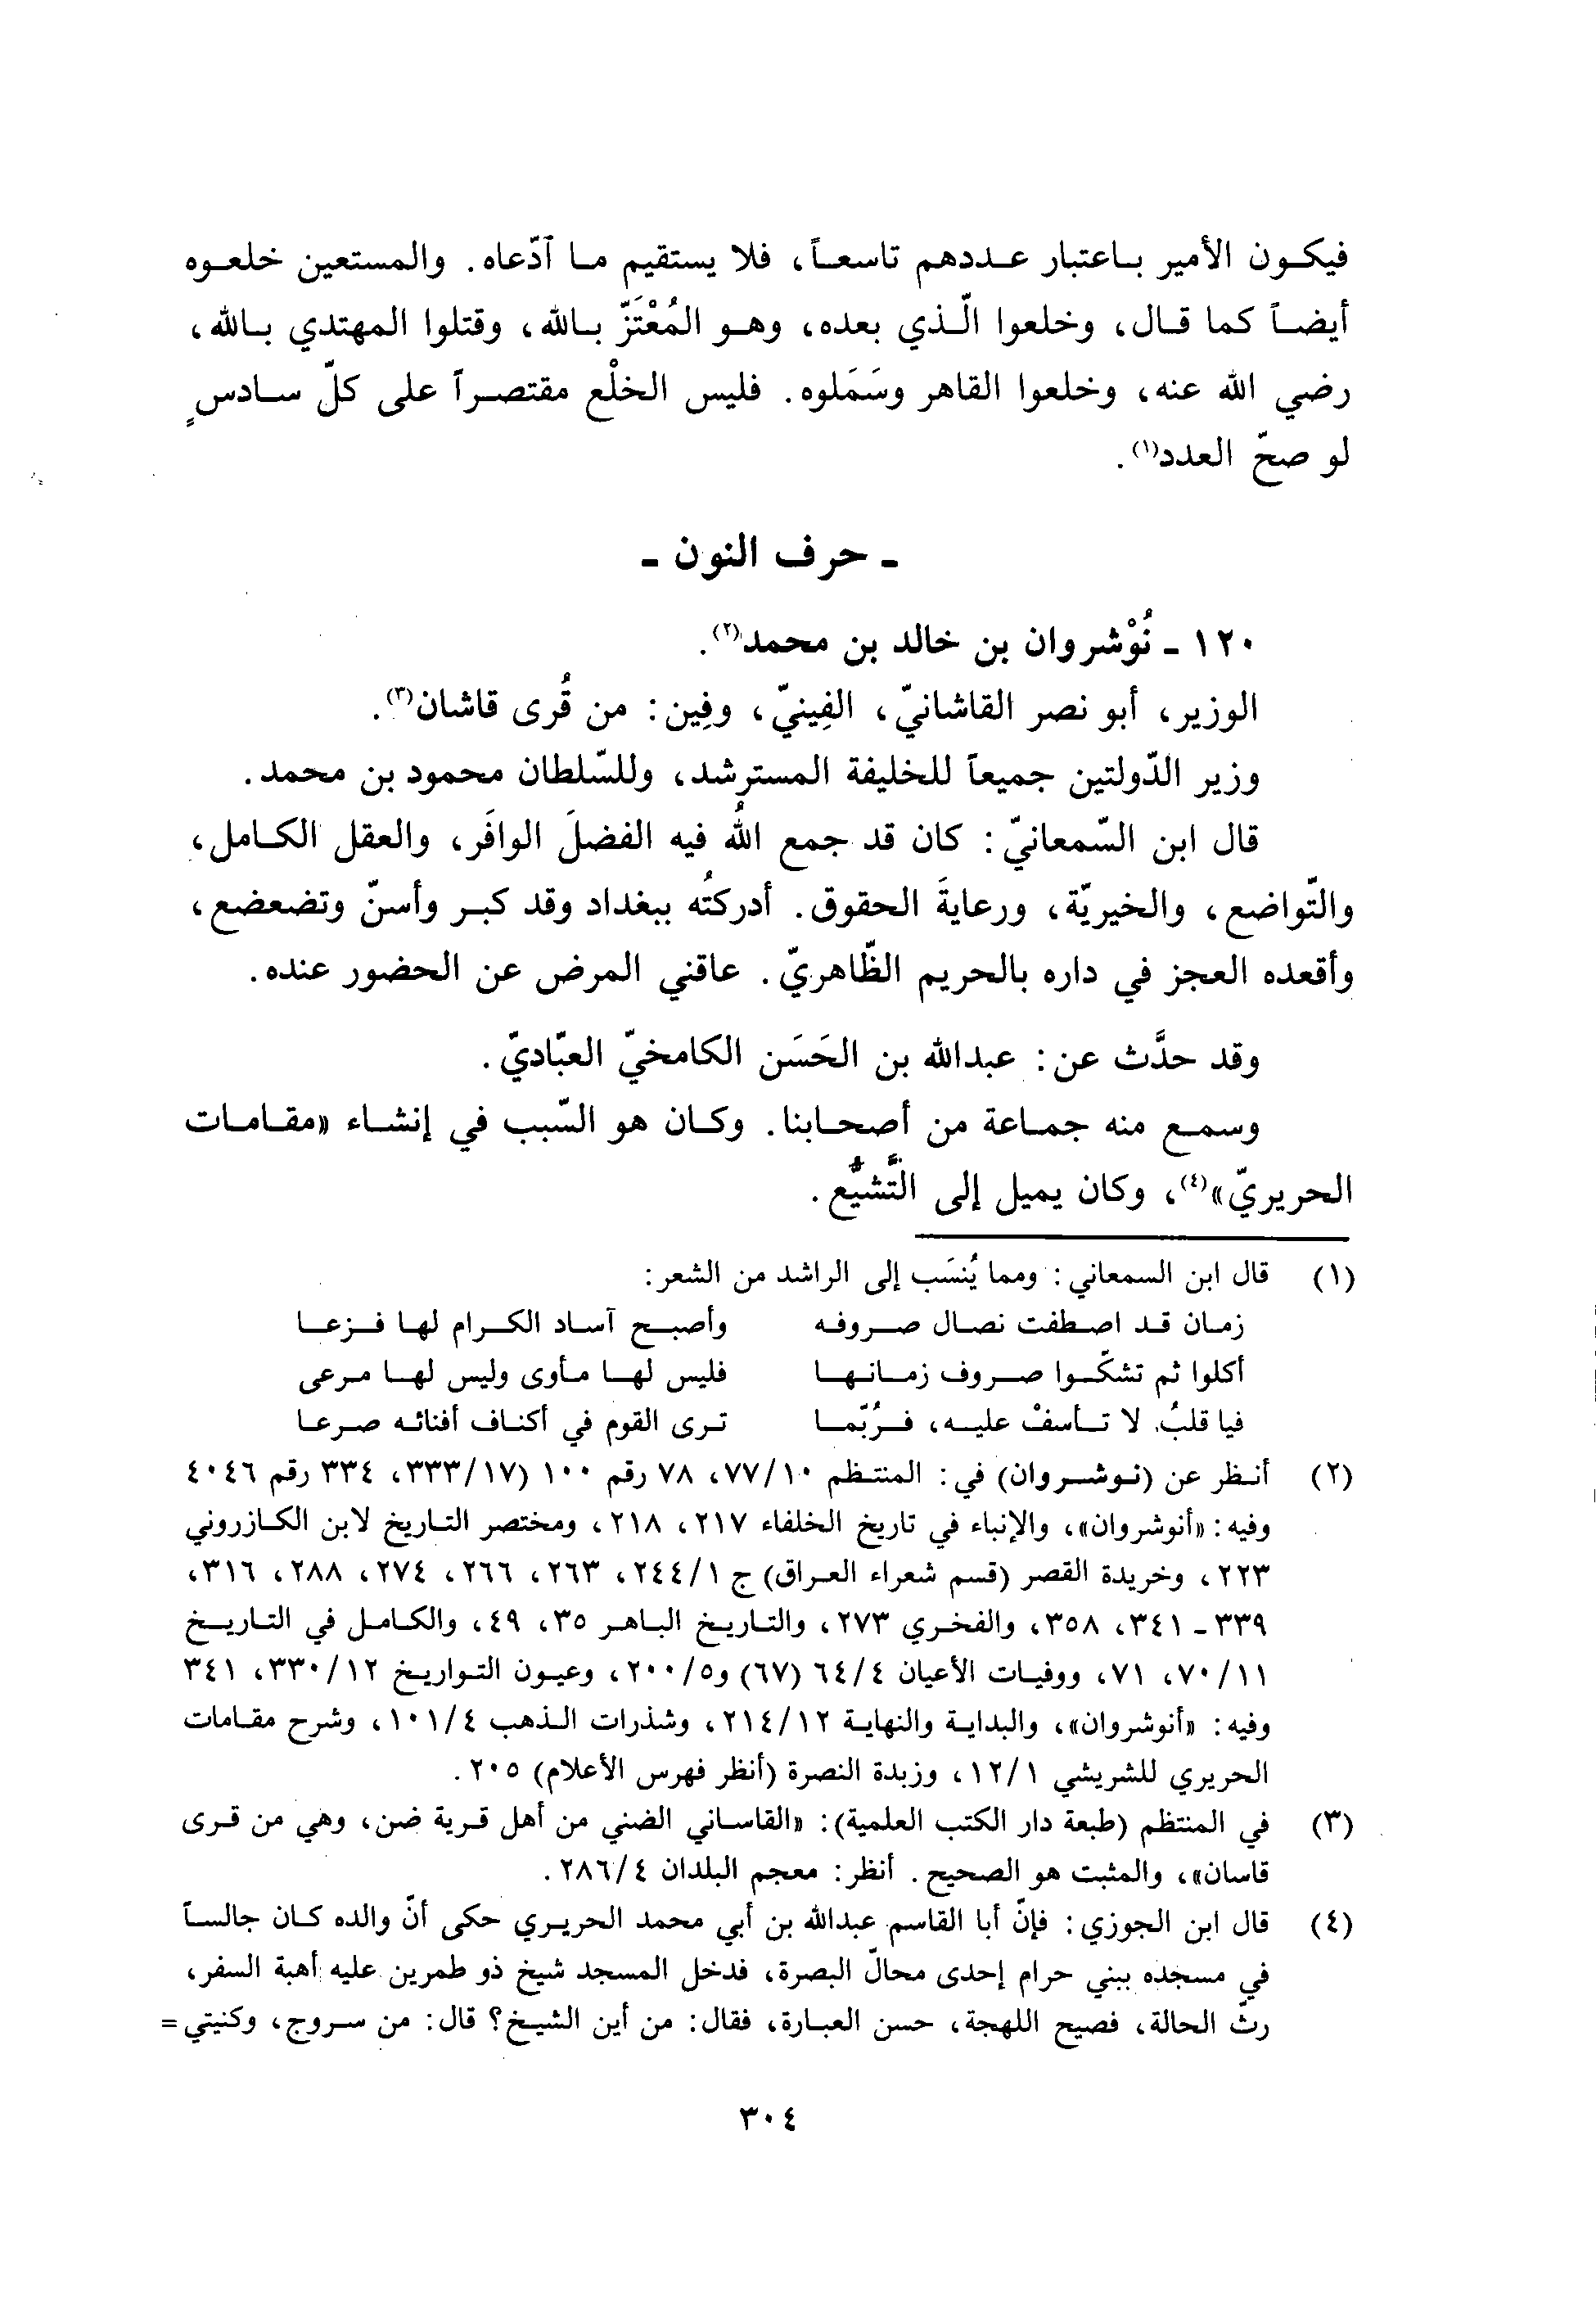 فيكون الأمير باعتبار عددهم تاسعاً، فلا يستقيم ما آدّعاه. والمستعين خلعوه
أيضاً كما قال، وخلعوا الّذي بعده، وهو المُعْتَزّ بالله، وقتلوا المهتدي بالله،
رضي الله عنه، وخلعوا القاهر وسَمَلوه. فليس الخلْع مقتصراً على كلّ سادسٍ
لو صحّ العدد(١).
- حرف النون -
١٢٠ - نُوْشروان بن خالد بن محمد(٢).
الوزير، أبو نصر القاشانيّ، الفِينيّ، وفِين: من قُرى قاشان(٣).
وزير الدّولتين جميعاً للخليفة المسترشد، وللسّلطان محمود بن محمد.
قال ابن السّمعانيّ: كان قد جمع اللهُ فيه الفضلَ الوافَر، والعقل الكامل،
والتّواضع، والخيريّة، ورعايةَ الحقوق. أدركتُه ببغداد وقد كبر وأسنّ وتضعضع،
وأقعده العجز في داره بالحريم الظّاهريّ. عاقني المرض عن الحضور عنده.
وقد حدَّث عن: عبدالله بن الحَسَن الكامخيّ العبّاديّ.
وسمع منه جماعة من أصحابنا. وكان هو السّبب في إنشاء «مقامات
الحريريّ»(٤)، وكان يميل إلى التَّشيُّع.
(١) قال ابن السمعاني: ومما يُنسَب إلى الراشد من الشعر:
زمان قد اصطفت نصال صروفه وأصبح آساد الكرام لها فزعا
أكلوا ثم تشكّوا صروف زمانها فليس لها مأوى وليس لها مرعى
فيا قلبُ لا تأسفْ عليه، فرُبّما ترى القوم في أكناف أفنائه صرعا
(٢) أنظر عن (نوشروان) في: المنتظم ٧٧/١٠، ٧٨ رقم ١٠٠ (٣٣٣/١٧، ٣٣٤ رقم ٤٠٤٦
وفيه: «أنوشروان»، والإنباء في تاريخ الخلفاء ٢١٧، ٢١٨، ومختصر التاريخ لابن الكازروني
٢٢٣، وخريدة القصر (قسم شعراء العراق) ج ٢٤٤/١، ٢٦٣، ٢٦٦، ٢٧٤، ٢٨٨، ٣١٦،
٣٣٩ - ٣٤١، ٣٥٨، والفخري ٢٧٣، والتاريخ الباهر ٣٥، ٤٩، والكامل في التاريخ
٧٠/١١، ٧١، ووفيات الأعيان ٦٤/٤ (٦٧) و٢٠٠/٥، وعيون التواريخ ٣٣٠/١٢، ٣٤١
وفيه: «أنوشروان»، والبداية والنهاية ٢١٤/١٢، وشذرات الذهب ١٠١/٤، وشرح مقامات
الحريري للشريشي ١٢/١، وزبدة النصرة (أنظر فهرس الأعلام) ٢٠٥.
(٣) في المنتظم (طبعة دار الكتب العلمية): «القاساني الضني من أهل قرية ضن، وهي من قرى
قاسان»، والمثبت هو الصحيح. أنظر: معجم البلدان ٢٨٦/٤.
(٤) قال ابن الجوزي: فإنّ أبا القاسم عبدالله بن أبي محمد الحريري حكى أنّ والده كان جالساً
في مسجده ببني حرام إحدى محالّ البصرة، فدخل المسجد شيخ ذو طمرين عليه أهبة السفر،
رثّ الحالة، فصيح اللهجة، حسن العبارة، فقال: من أين الشيخ؟ قال: من سروج، وكنيتي =
٣٠٤